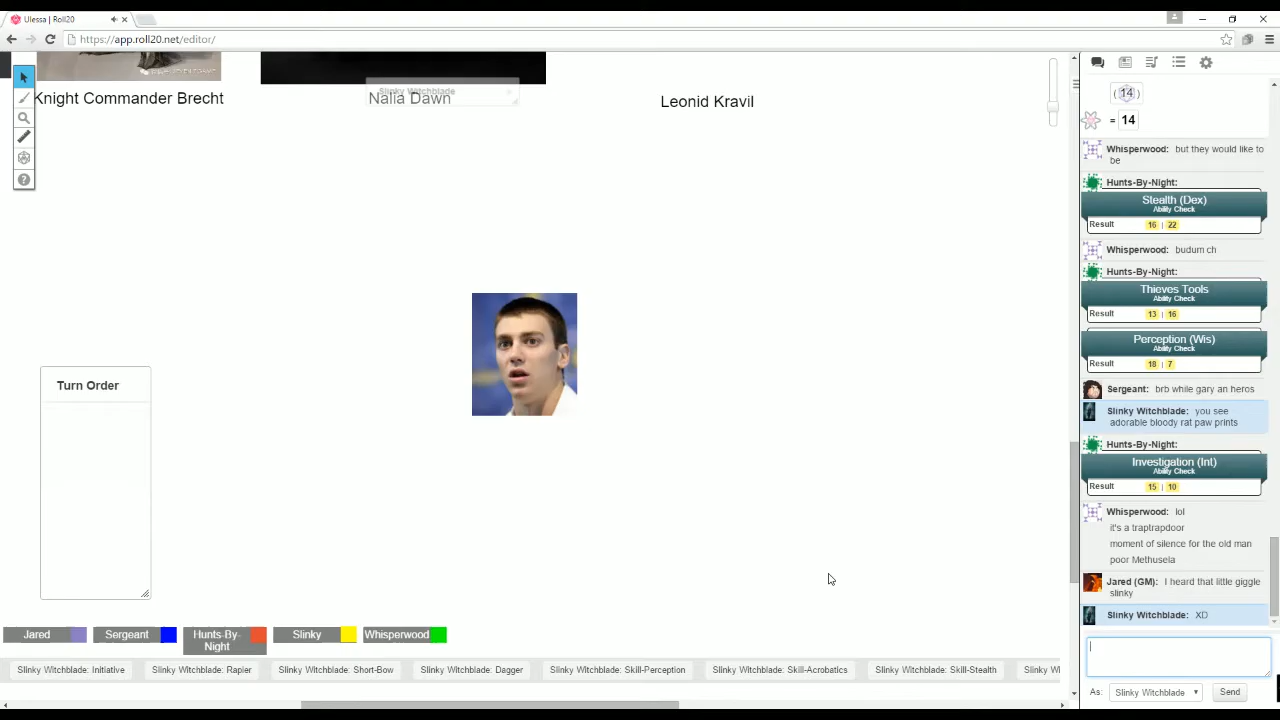 Ulessa | Roll20
https://app.roll20.net/editor/
Knight Commander Brecht
Slinky Witchblade
Nalia Dawn
Leonid Kravil
Turn Order
Jared
Sergeant
Hunts-By-
Night
Slinky
Whisperwood
Slinky Witchblade: Initiative
Slinky Witchblade: Rapier
Slinky Witchblade: Short-Bow
Slinky Witchblade: Dagger
Slinky Witchblade: Skill-Perception
Slinky Witchblade: Skill-Acrobatics
Slinky Witchblade: Skill-Stealth
Slinky Wi
(14)
= 14
Whisperwood: but they would like to
be
Hunts-By-Night:
Stealth (Dex)
Ability Check
Result 16 | 22
Whisperwood: budum ch
Hunts-By-Night:
Thieves Tools
Ability Check
Result 13 | 16
Perception (Wis)
Ability Check
Result 18 | 7
Sergeant: brb while gary an heros
Slinky Witchblade: you see
adorable bloody rat paw prints
Hunts-By-Night:
Investigation (Int)
Ability Check
Result 15 | 10
Whisperwood: lol
it's a traptrapdoor
moment of silence for the old man
poor Methusela
Jared (GM): I heard that little giggle
slinky
Slinky Witchblade: XD
As: Slinky Witchblade
Send